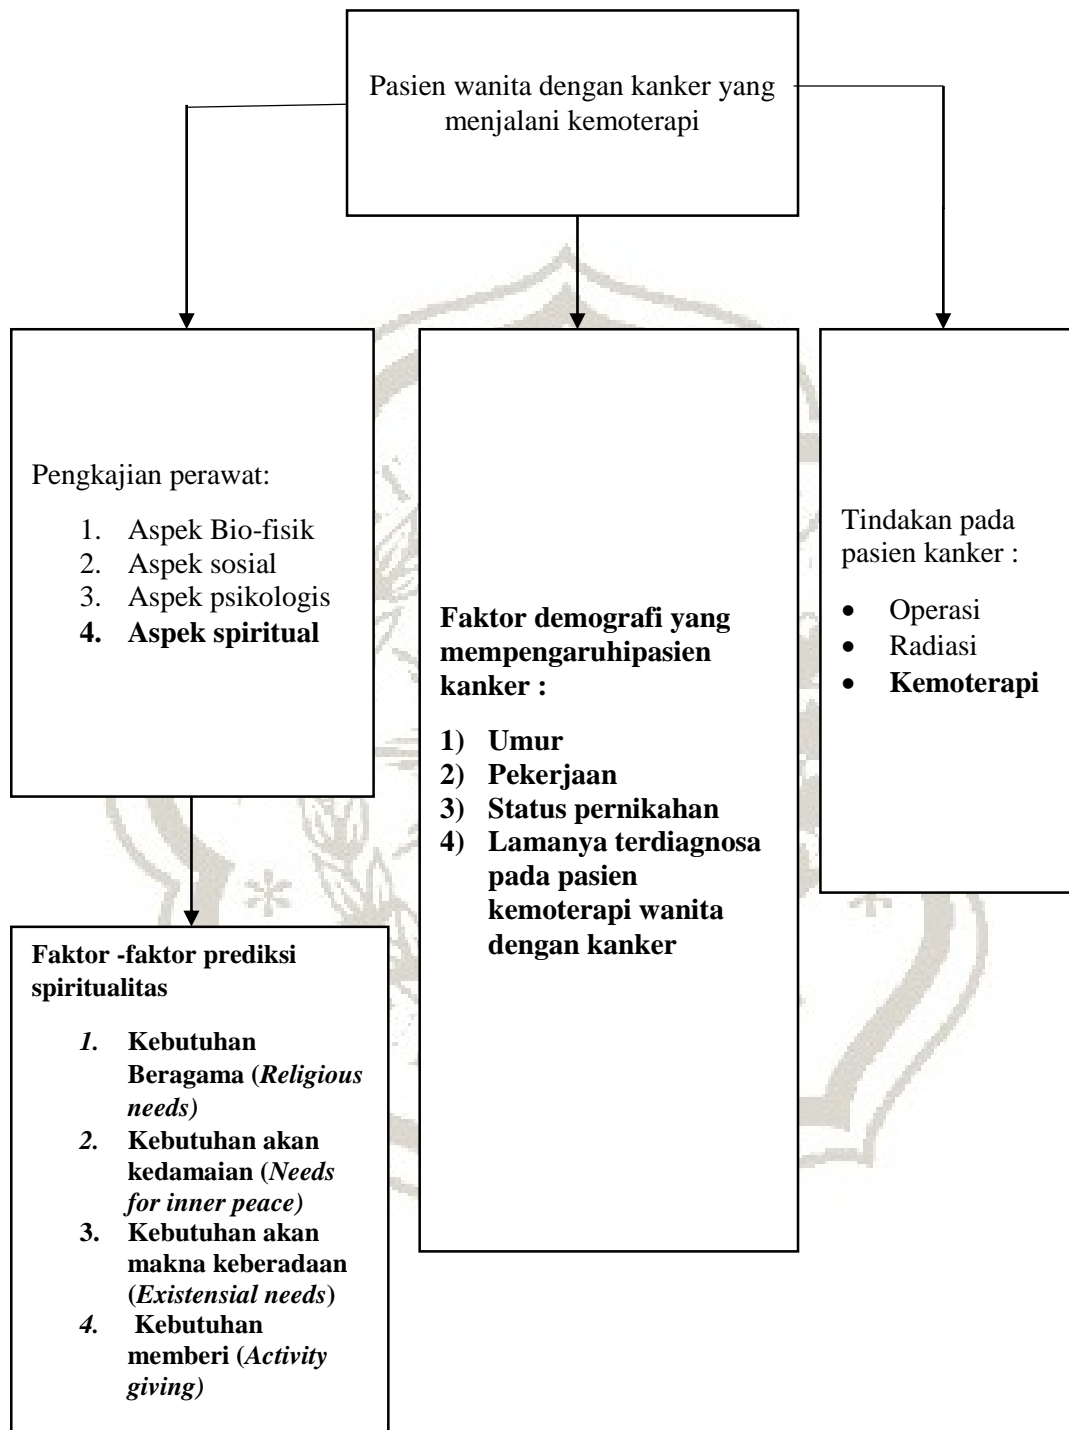 Pasien wanita dengan kanker yang
menjalani kemoterapi
Pengkajian perawat:
1. Aspek Bio-fisik
2. Aspek sosial
3. Aspek psikologis
4. Aspek spiritual
Faktor demografi yang
mempengaruhipasien
kanker :
1) Umur
2) Pekerjaan
3) Status pernikahan
4) Lamanya terdiagnosa
pada pasien
kemoterapi wanita
dengan kanker
Tindakan pada
pasien kanker :
• Operasi
• Radiasi
• Kemoterapi
Faktor -faktor prediksi
spiritualitas
1. Kebutuhan
Beragama (Religious
needs)
2. Kebutuhan akan
kedamaian (Needs
for inner peace)
3. Kebutuhan akan
makna keberadaan
(Existensial needs)
4. Kebutuhan
memberi (Activity
giving)